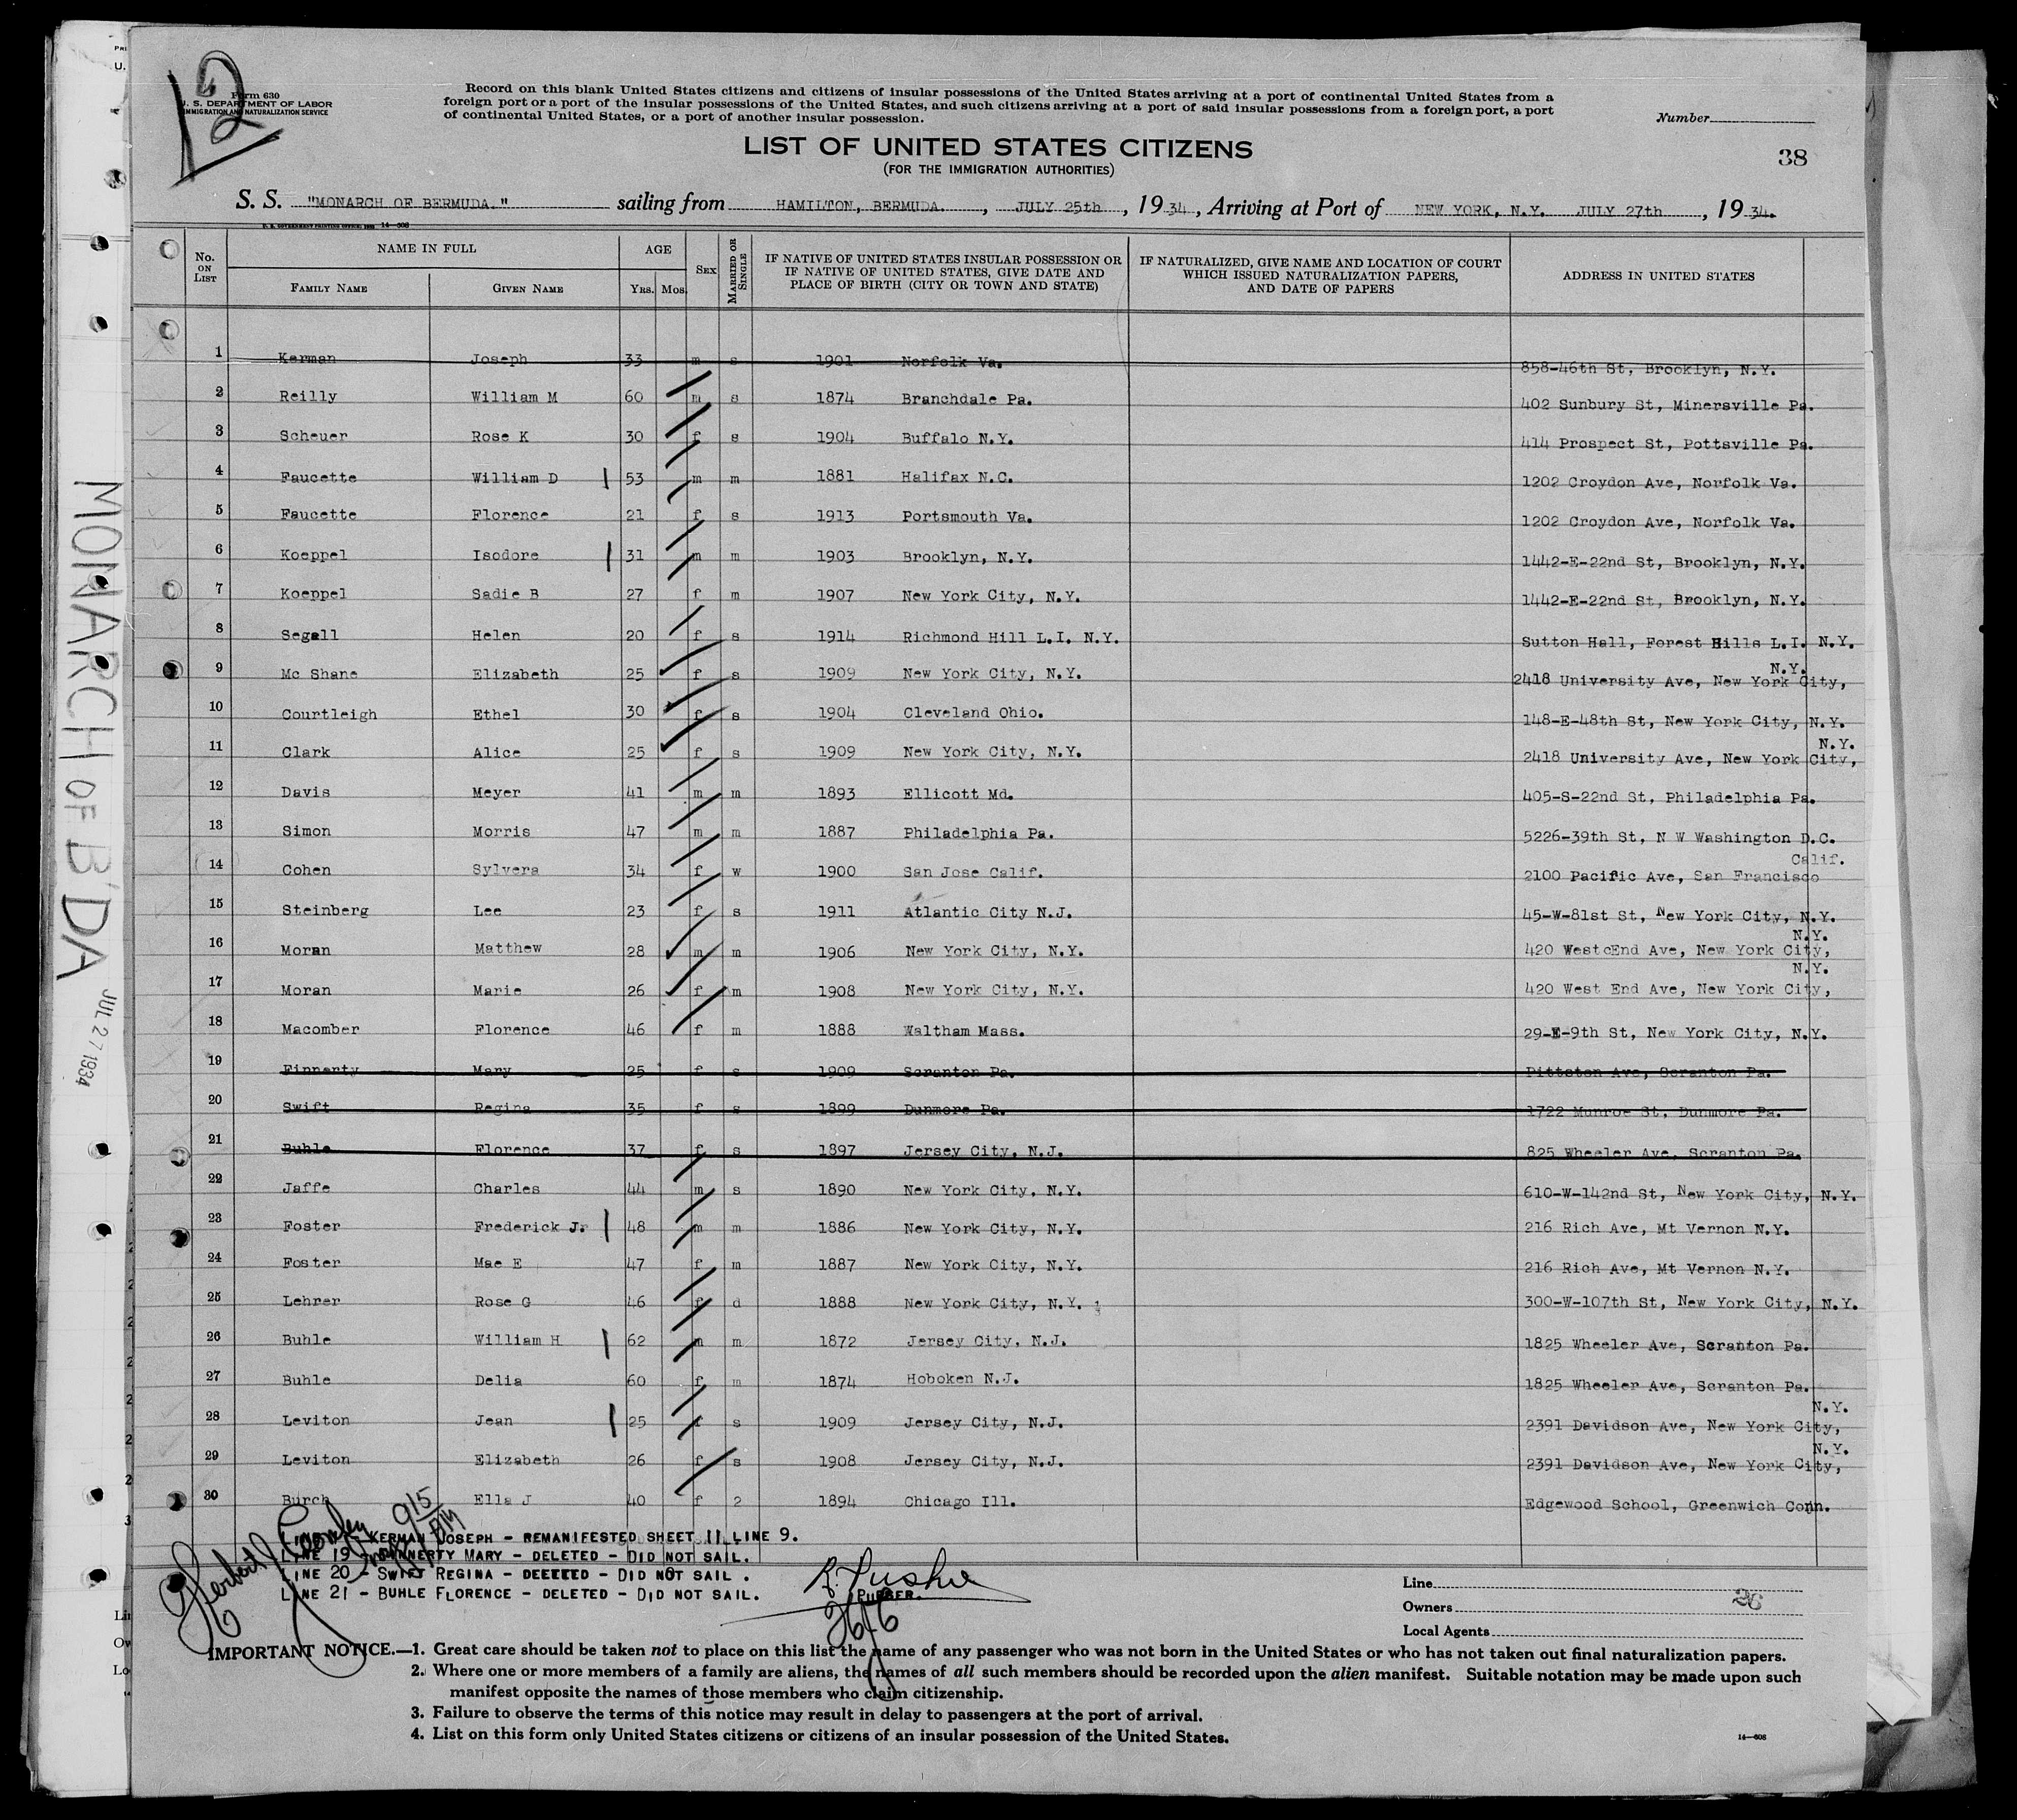 12
Form 630
U. S. DEPARTMENT OF LABOR
IMMIGRATION AND NATURALIZATION SERVICE
Record on this blank United States citizens and citizens of insular possessions of the United States arriving at a port of continental United States from a
foreign port or a port of the insular possessions of the United States, and such citizens arriving at a port of said insular possessions from a foreign port, a port
of continental United States, or a port of another insular possession.
Number
LIST OF UNITED STATES CITIZENS
(FOR THE IMMIGRATION AUTHORITIES)
38
S. S. "MONARCH OF BERMUDA." sailing from HAMILTON, BERMUDA. , JULY 25th , 1934, Arriving at Port of NEW YORK, N.Y. JULY 27th , 1934.
No. ON LIST NAME IN FULL AGE SEX MARRIED OR SINGLE IF NATIVE OF UNITED STATES INSULAR POSSESSION OR IF NATIVE OF UNITED STATES, GIVE DATE AND PLACE OF BIRTH (CITY OR TOWN AND STATE) IF NATURALIZED, GIVE NAME AND LOCATION OF COURT WHICH ISSUED NATURALIZATION PAPERS, AND DATE OF PAPERS ADDRESS IN UNITED STATES
FAMILY NAME GIVEN NAME YRS. MOS.
1 Kerman Joseph 33 m s 1901 Norfolk Va. 858-46th St, Brooklyn, N.Y.
2 Reilly William M 60 m s 1874 Branchdale Pa. 402 Sunbury St, Minersville Pa.
3 Scheuer Rose K 30 f s 1904 Buffalo N.Y. 414 Prospect St, Pottsville Pa.
4 Faucette William D 53 m m 1881 Halifax N.C. 1202 Croydon Ave, Norfolk Va.
5 Faucette Florence 21 f s 1913 Portsmouth Va. 1202 Croydon Ave, Norfolk Va.
6 Koeppel Isodore 31 m m 1903 Brooklyn, N.Y. 1442-E-22nd St, Brooklyn, N.Y.
7 Koeppel Sadie B 27 f m 1907 New York City, N.Y. 1442-E-22nd St, Brooklyn, N.Y.
8 Segall Helen 20 f s 1914 Richmond Hill L.I. N.Y. Sutton Hall, Forest Hills L.I. N.Y.
9 Mc Shane Elizabeth 25 f s 1909 New York City, N.Y. 2418 University Ave, New York City, N.Y.
10 Courtleigh Ethel 30 f s 1904 Cleveland Ohio. 148-E-48th St, New York City, N.Y.
11 Clark Alice 25 f s 1909 New York City, N.Y. 2418 University Ave, New York City, N.Y.
12 Davis Meyer 41 m m 1893 Ellicott Md. 405-S-22nd St, Philadelphia Pa.
13 Simon Morris 47 m m 1887 Philadelphia Pa. 5226-39th St, N W Washington D.C.
14 Cohen Sylvera 34 f w 1900 San Jose Calif. 2100 Pacific Ave, San Francisco Calif.
15 Steinberg Lee 23 f s 1911 Atlantic City N.J. 45-W-81st St, New York City, N.Y.
16 Moran Matthew 28 m m 1906 New York City, N.Y. 420 WestcEnd Ave, New York City, N.Y.
17 Moran Marie 26 f m 1908 New York City, N.Y. 420 West End Ave, New York City, N.Y.
18 Macomber Florence 46 f m 1888 Waltham Mass. 29-E-9th St, New York City, N.Y.
19 Finnerty Mary 25 f s 1909 Scranton Pa. Pittston Ave, Scranton Pa.
20 Swift Regina 35 f s 1899 Dunmore Pa. 1722 Munroe St, Dunmore Pa.
21 Buhle Florence 37 f s 1897 Jersey City, N.J. 825 Wheeler Ave, Scranton Pa.
22 Jaffe Charles 44 m s 1890 New York City, N.Y. 610-W-142nd St, New York City, N.Y.
23 Foster Frederick J. 48 m m 1886 New York City, N.Y. 216 Rich Ave, Mt Vernon N.Y.
24 Foster Mae E 47 f m 1887 New York City, N.Y. 216 Rich Ave, Mt Vernon N.Y.
25 Lehrer Rose G 46 f d 1888 New York City, N.Y. 300-W-107th St, New York City, N.Y.
26 Buhle William H 62 m m 1872 Jersey City, N.J. 1825 Wheeler Ave, Scranton Pa.
27 Buhle Delia 60 f m 1874 Hoboken N.J. 1825 Wheeler Ave, Scranton Pa.
28 Leviton Jean 25 f s 1909 Jersey City, N.J. 2391 Davidson Ave, New York City, N.Y.
29 Leviton Elizabeth 26 f s 1908 Jersey City, N.J. 2391 Davidson Ave, New York City, N.Y.
30 Burch Ella J 40 f 2 1894 Chicago Ill. Edgewood School, Greenwich Conn.
KERMAN JOSEPH - REMANIFESTED SHEET 11 LINE 9.
LINE 19 - FINNERTY MARY - DELETED - DID NOT SAIL.
LINE 20 - SWIFT REGINA - DELETED - DID NOT SAIL.
LINE 21 - BUHLE FLORENCE - DELETED - DID NOT SAIL.
PURSER.
Line
Owners 26
Local Agents
IMPORTANT NOTICE.—1. Great care should be taken not to place on this list the name of any passenger who was not born in the United States or who has not taken out final naturalization papers.
2. Where one or more members of a family are aliens, the names of all such members should be recorded upon the alien manifest. Suitable notation may be made upon such
manifest opposite the names of those members who claim citizenship.
3. Failure to observe the terms of this notice may result in delay to passengers at the port of arrival.
4. List on this form only United States citizens or citizens of an insular possession of the United States.
14—608
MONARCH OF B'DA
JUL 27 1934